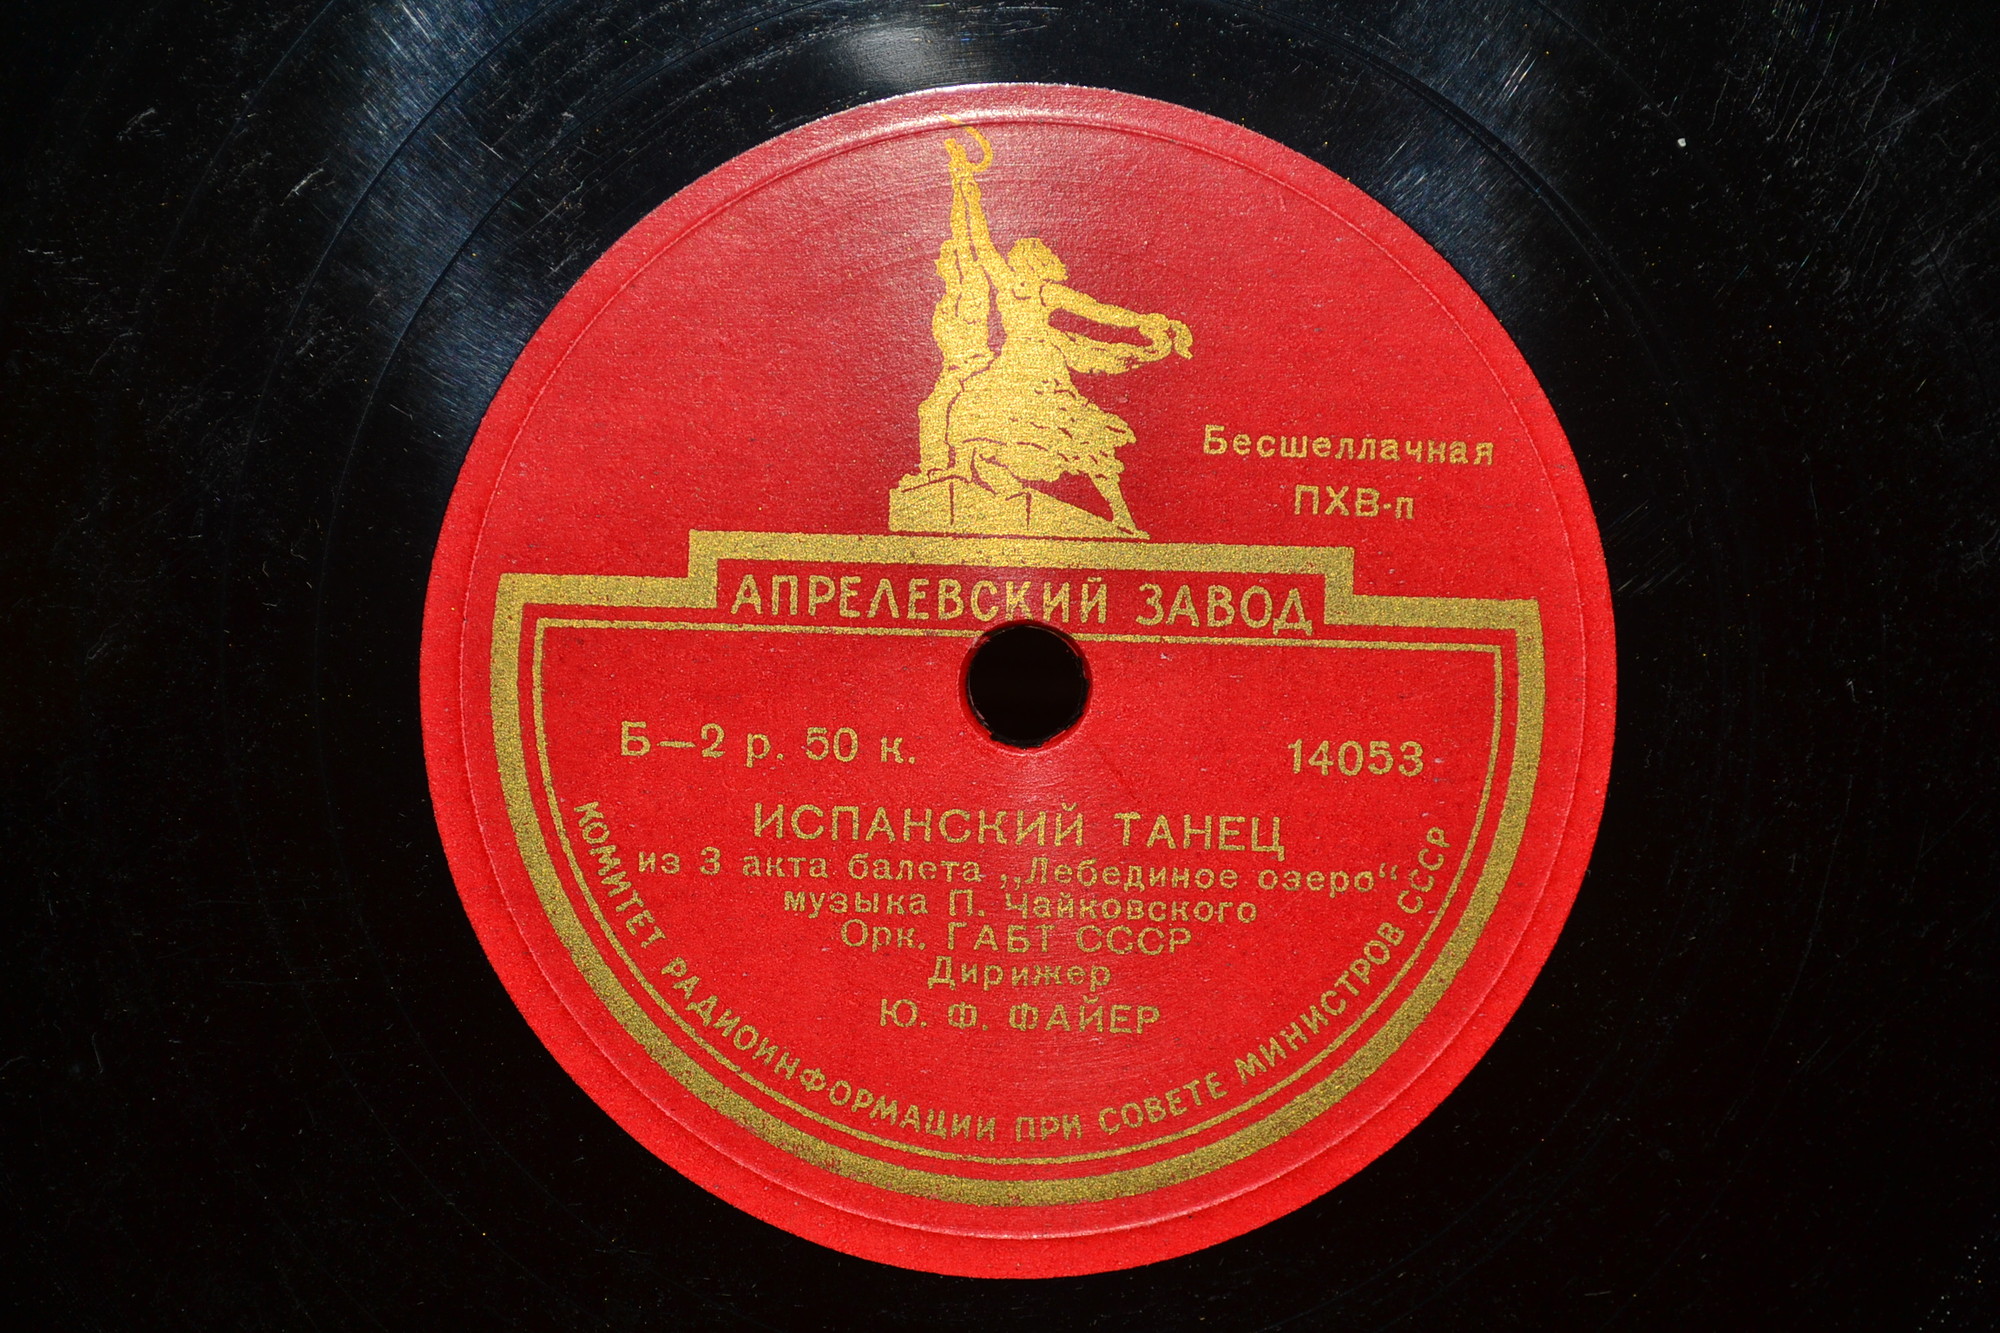 Бесшеллачная
ПХВ-п
АПРЕЛЕВСКИЙ ЗАВОД
Б—2 р. 50 к.
14053
ИСПАНСКИЙ ТАНЕЦ
из 3 акта балета „Лебединое озеро“
музыка П. Чайковского
Орк. ГАБТ СССР
Дирижер
Ю. Ф. ФАЙЕР
КОМИТЕТ РАДИОИНФОРМАЦИИ ПРИ СОВЕТЕ МИНИСТРОВ СССР